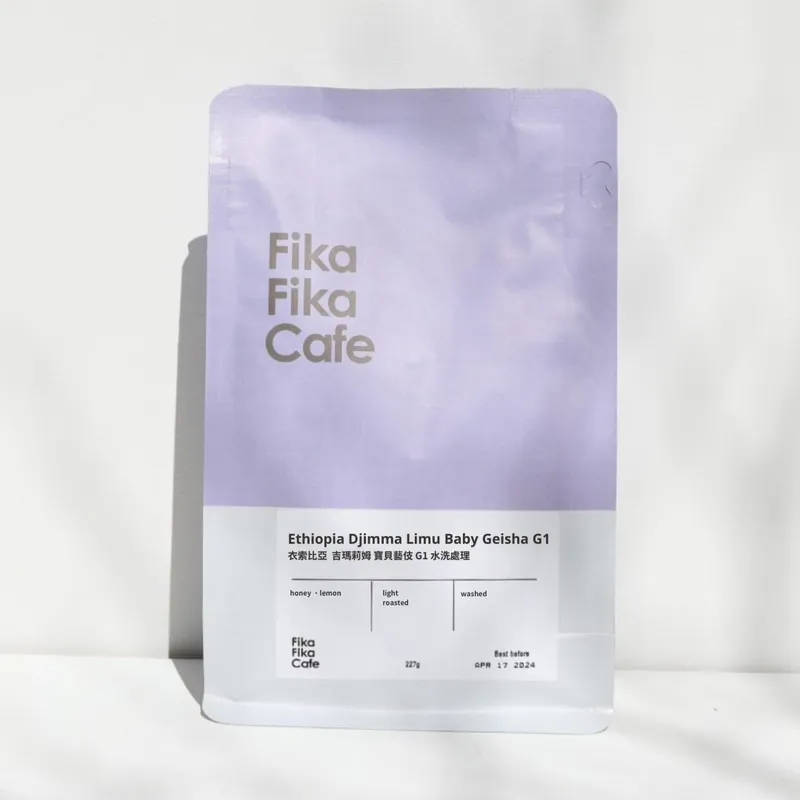 Fika
Fika
Cafe
Ethiopia Djimma Limu Baby Geisha G1
衣索比亞 吉瑪莉姆 寶貝藝伎 G1 水洗處理
honey・lemon
light
roasted
washed
Fika
Fika
Cafe
227g
Best before
APR 17 2024